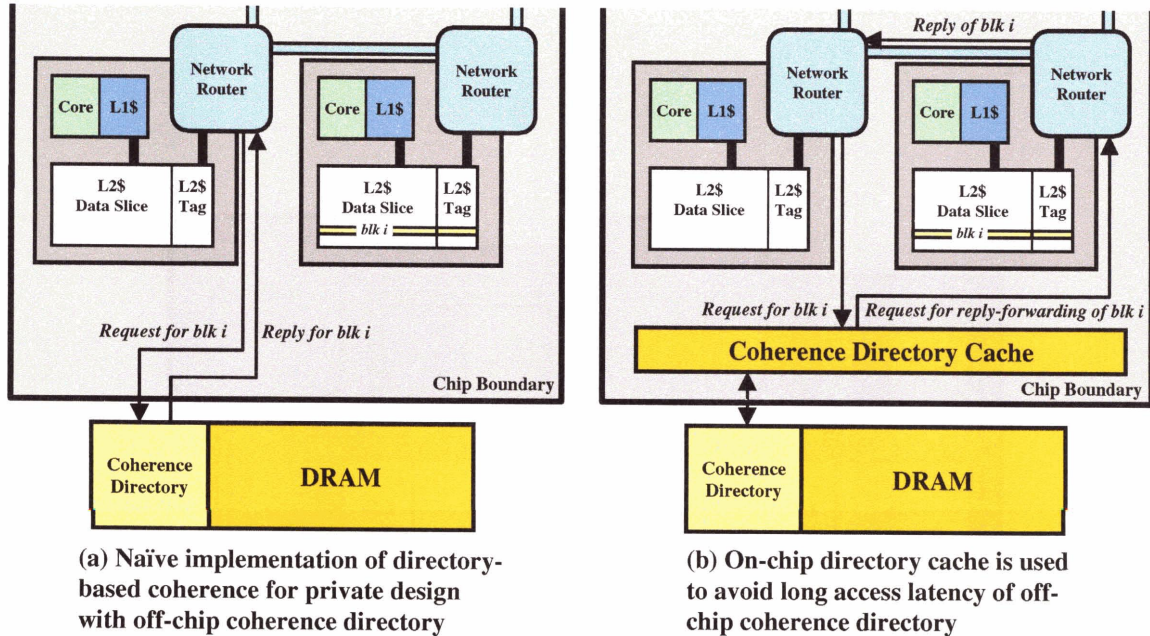 Network
Router
Core
L1$
L2$
Data Slice
L2$
Tag
Network
Router
Core
L1$
L2$
Data Slice
L2$
Tag
blk i
Request for blk i
Reply for blk i
Chip Boundary
Coherence
Directory
DRAM
(a) Naïve implementation of directory-
based coherence for private design
with off-chip coherence directory
Reply of blk i
Network
Router
Core
L1$
L2$
Data Slice
L2$
Tag
Network
Router
Core
L1$
L2$
Data Slice
L2$
Tag
blk i
Request for blk i
Request for reply-forwarding of blk i
Coherence Directory Cache
Chip Boundary
Coherence
Directory
DRAM
(b) On-chip directory cache is used
to avoid long access latency of off-
chip coherence directory